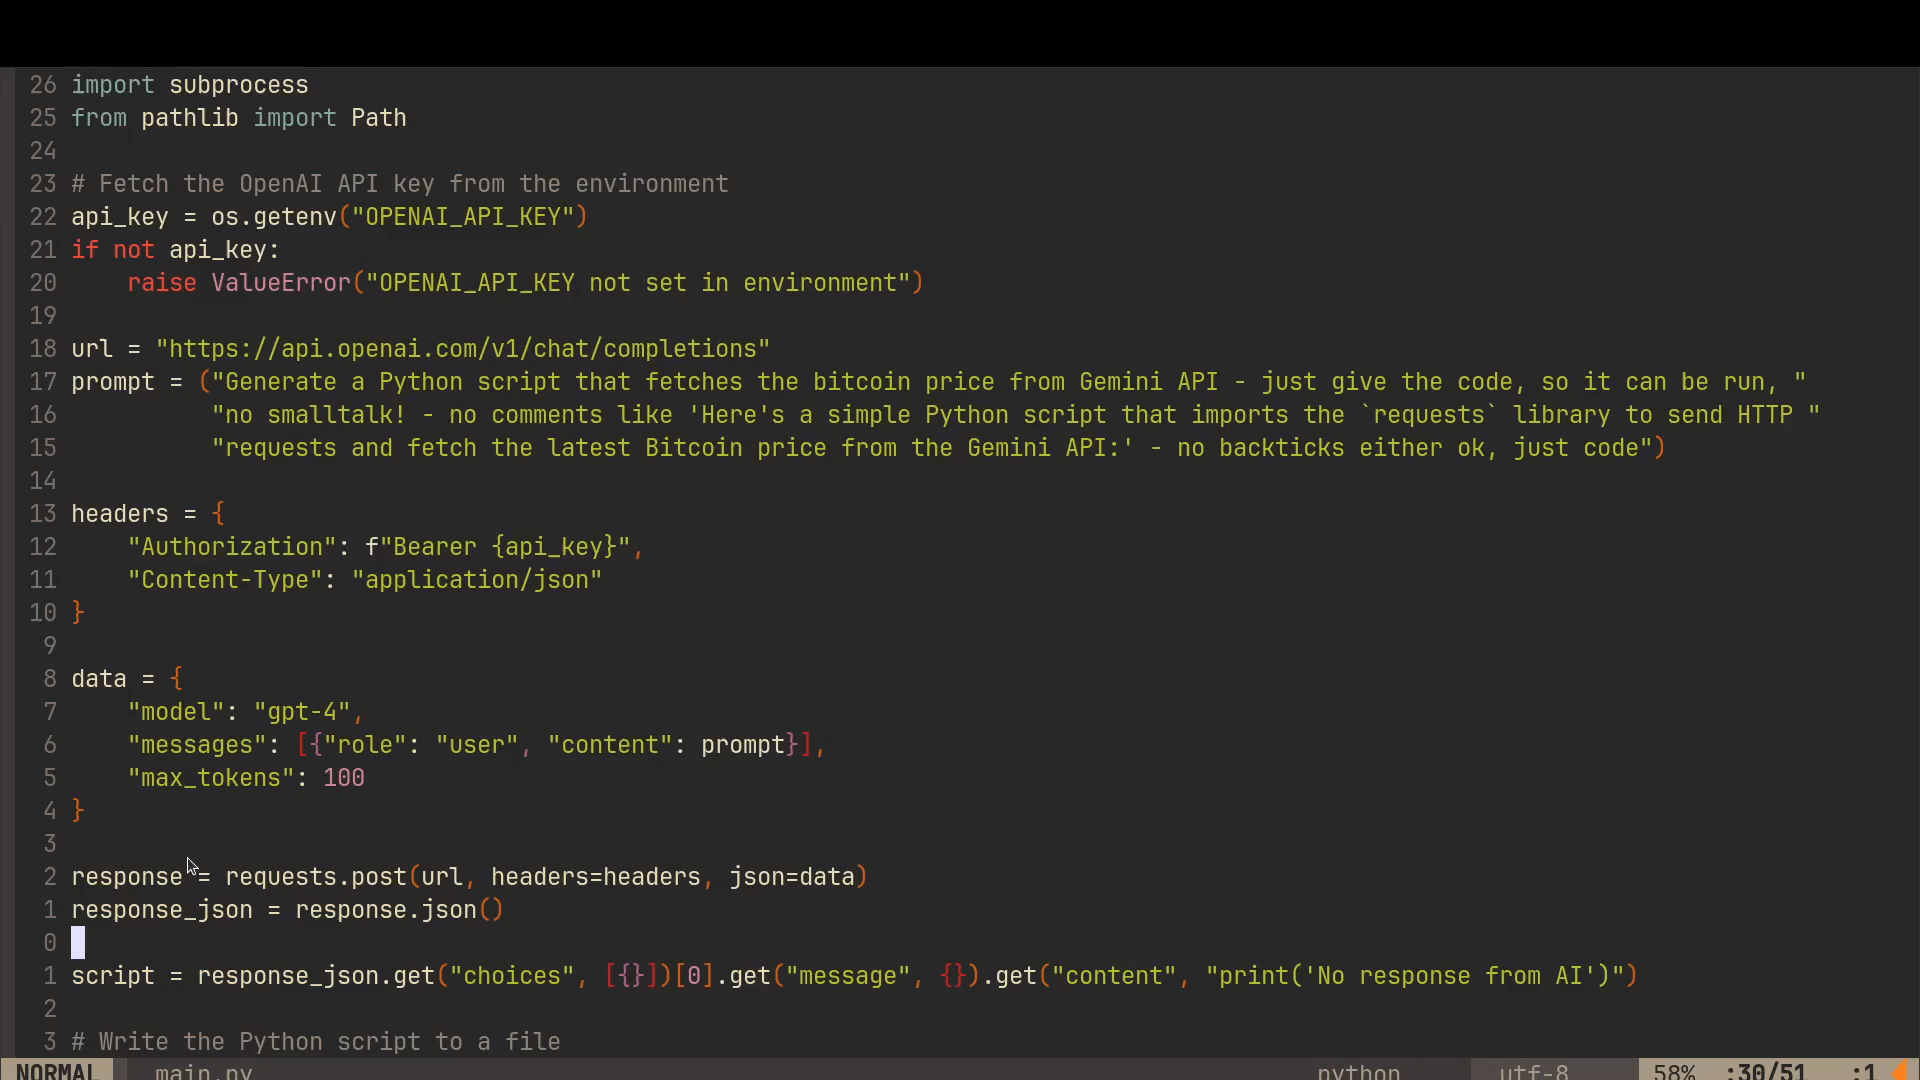 26 import subprocess
25 from pathlib import Path
24
23 # Fetch the OpenAI API key from the environment
22 api_key = os.getenv("OPENAI_API_KEY")
21 if not api_key:
20     raise ValueError("OPENAI_API_KEY not set in environment")
19
18 url = "https://api.openai.com/v1/chat/completions"
17 prompt = ("Generate a Python script that fetches the bitcoin price from Gemini API - just give the code, so it can be run, "
16           "no smalltalk! - no comments like 'Here's a simple Python script that imports the `requests` library to send HTTP "
15           "requests and fetch the latest Bitcoin price from the Gemini API:' - no backticks either ok, just code")
14
13 headers = {
12     "Authorization": f"Bearer {api_key}",
11     "Content-Type": "application/json"
10 }
9
8 data = {
7     "model": "gpt-4",
6     "messages": [{"role": "user", "content": prompt}],
5     "max_tokens": 100
4 }
3
2 response = requests.post(url, headers=headers, json=data)
1 response_json = response.json()
0
1 script = response_json.get("choices", [{}])[0].get("message", {}).get("content", "print('No response from AI')")
2
3 # Write the Python script to a file
NORMAL main.py python utf-8 58% :30/51 :1